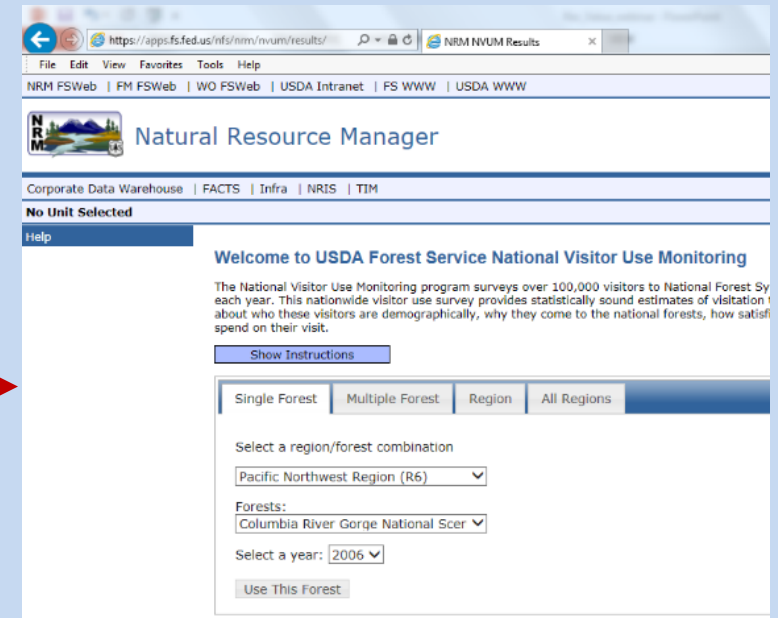 https://apps.fs.fed.us/nfs/nrm/nvum/results/
NRM NVUM Results
File Edit View Favorites Tools Help
NRM FSWeb | FM FSWeb | WO FSWeb | USDA Intranet | FS WWW | USDA WWW
NRM
Natural Resource Manager
Corporate Data Warehouse | FACTS | Infra | NRIS | TIM
No Unit Selected
Help
Welcome to USDA Forest Service National Visitor Use Monitoring
The National Visitor Use Monitoring program surveys over 100,000 visitors to National Forest Sy
each year. This nationwide visitor use survey provides statistically sound estimates of visitation
about who these visitors are demographically, why they come to the national forests, how satisf
spend on their visit.
Show Instructions
Single Forest Multiple Forest Region All Regions
Select a region/forest combination
Pacific Northwest Region (R6)
Forests:
Columbia River Gorge National Scer
Select a year: 2006
Use This Forest